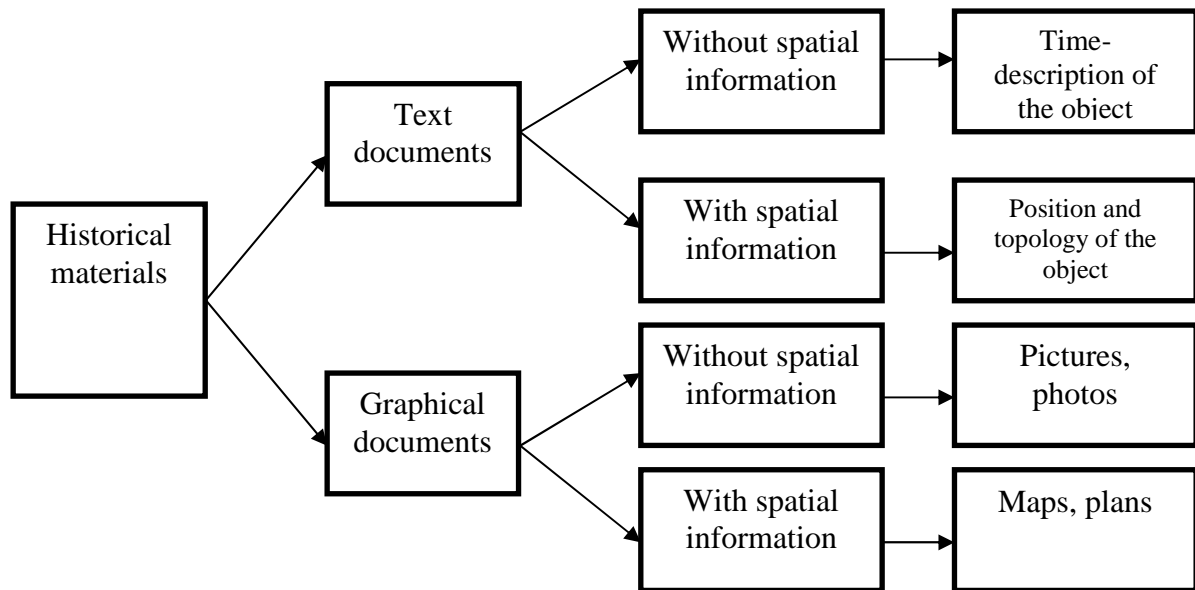 Historical
materials
Text
documents
Graphical
documents
Without spatial
information
With spatial
information
Without spatial
information
With spatial
information
Time-
description of
the object
Position and
topology of the
object
Pictures,
photos
Maps, plans